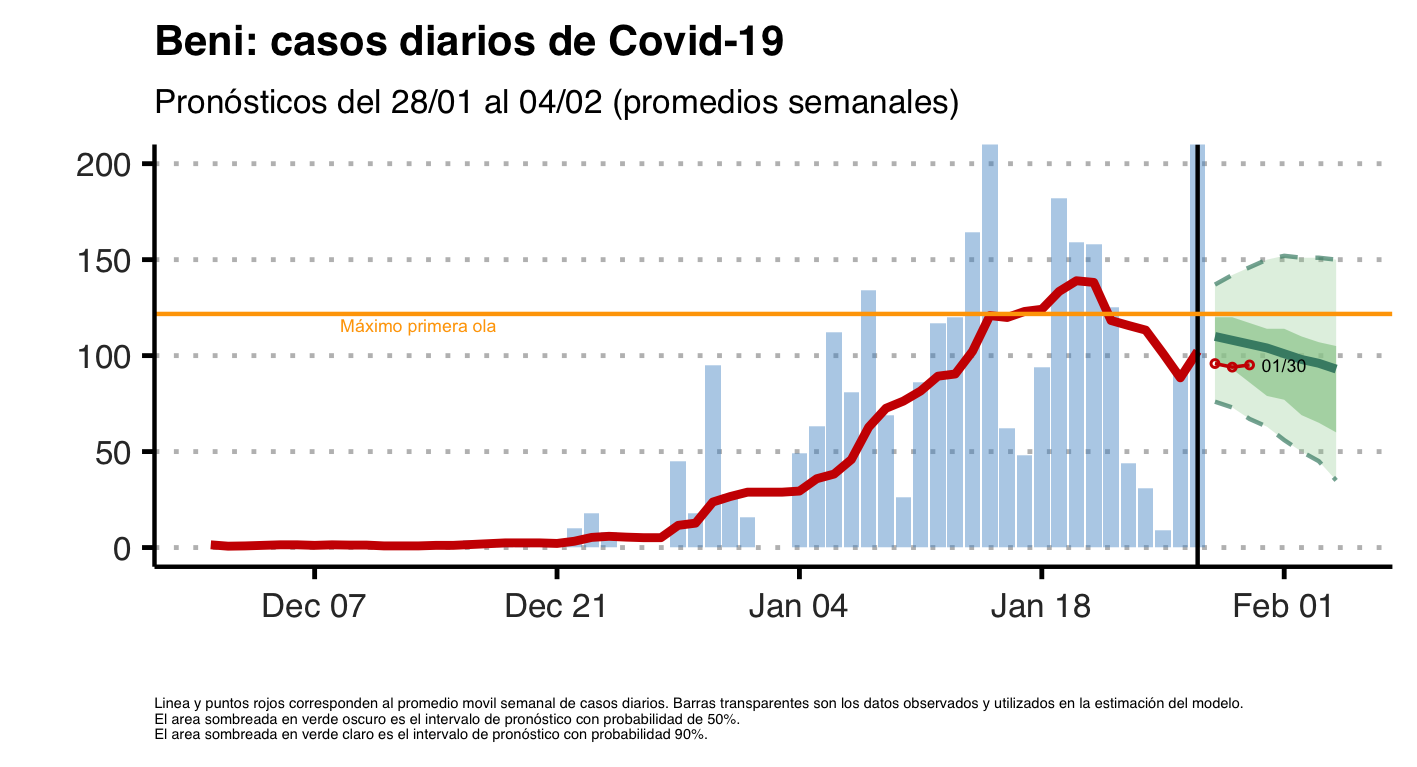 Beni: casos diarios de Covid-19
Pronósticos del 28/01 al 04/02 (promedios semanales)
200
150
100
50
0
Máximo primera ola
01/30
Dec 07
Dec 21
Jan 04
Jan 18
Feb 01
Linea y puntos rojos corresponden al promedio movil semanal de casos diarios. Barras transparentes son los datos observados y utilizados en la estimación del modelo.
El area sombreada en verde oscuro es el intervalo de pronóstico con probabilidad de 50%.
El area sombreada en verde claro es el intervalo de pronóstico con probabilidad 90%.